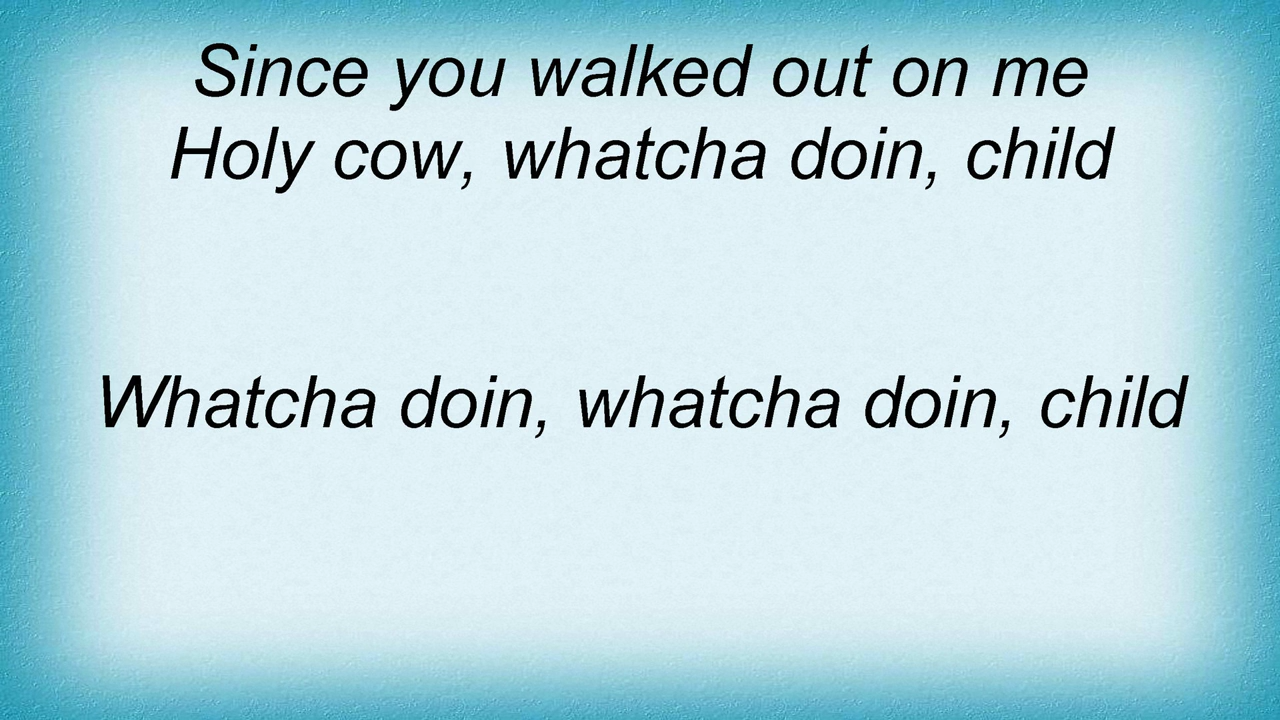 Since you walked out on me
Holy cow, whatcha doin, child
Whatcha doin, whatcha doin, child